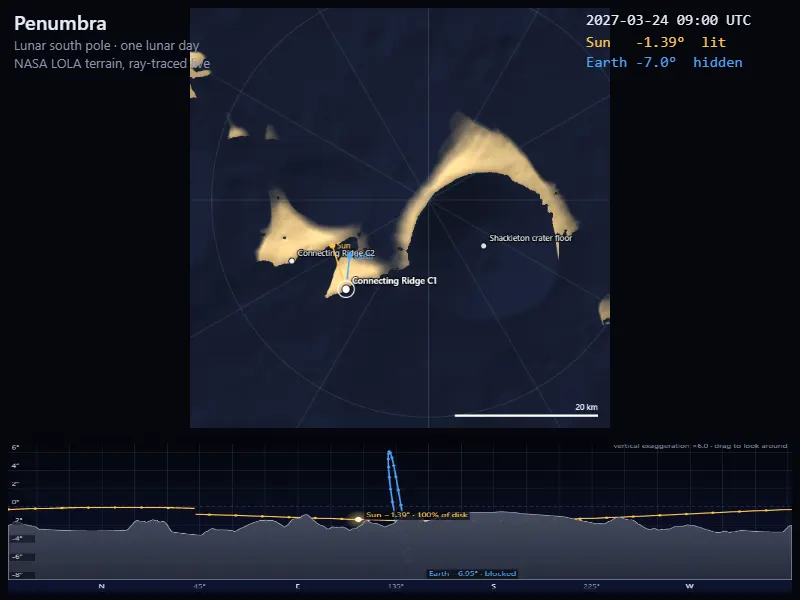 Penumbra
Lunar south pole · one lunar day
NASA LOLA terrain, ray-traced live
2027-03-24 09:00 UTC
Sun -1.39° lit
Earth -7.0° hidden
Shackleton crater floor
Sun
Connecting Ridge C2
Connecting Ridge C1
20 km
vertical exaggeration ×6.0 · drag to look around
6°
4°
2°
0°
-2°
-4°
-6°
-8°
Sun -1.39° · 100% of disk
Earth -6.95° · blocked
N
45°
E
135°
S
225°
W